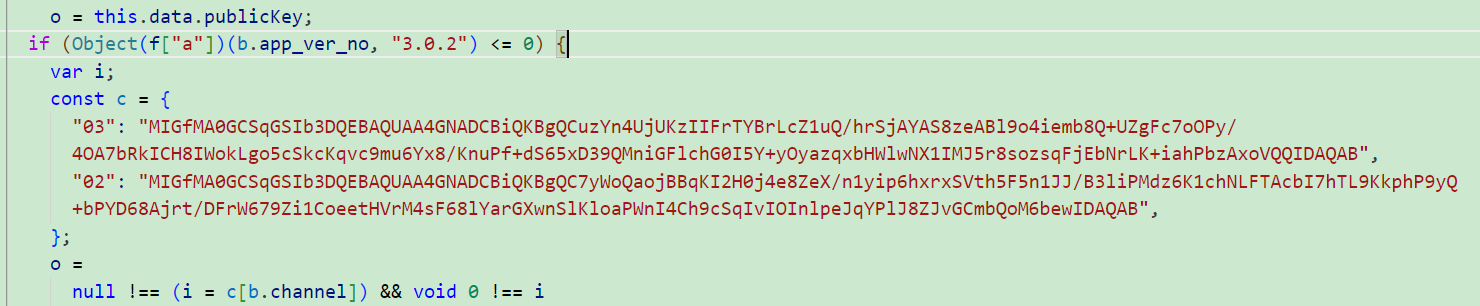 o = this.data.publicKey;
if (Object(f["a"])(b.app_ver_no, "3.0.2") <= 0) {
var i;
const c = {
"03": "MIGfMA0GCSqGSIb3DQEBAQUAA4GNADCBiQKBgQCuzYn4UjUKzIIFrTYBrLcZ1uQ/hrSjAYAS8zeABl9o4iemb8Q+UZgFc7oOPy/
4OA7bRkICH8IWokLgo5cSkcKqvc9mu6Yx8/KnuPf+dS65xD39QMniGFlchG0I5Y+yOyazqxbHWlwNX1IMJ5r8sozsqFjEbNrLK+iahPbzAxoVQQIDAQAB",
"02": "MIGfMA0GCSqGSIb3DQEBAQUAA4GNADCBiQKBgQC7yWoQaojBBqKI2H0j4e8ZeX/n1yip6hxrxSVth5F5n1JJ/B3liPMdz6K1chNLFTAcbI7hTL9KkphP9yQ
+bPYD68Ajrt/DFrW679Zi1CoeetHVrM4sF68lYarGXwnSlKloaPWnI4Ch9cSqIvIOInlpeJqYPlJ8ZJvGCmbQoM6bewIDAQAB",
};
o =
null !== (i = c[b.channel]) && void 0 !== i